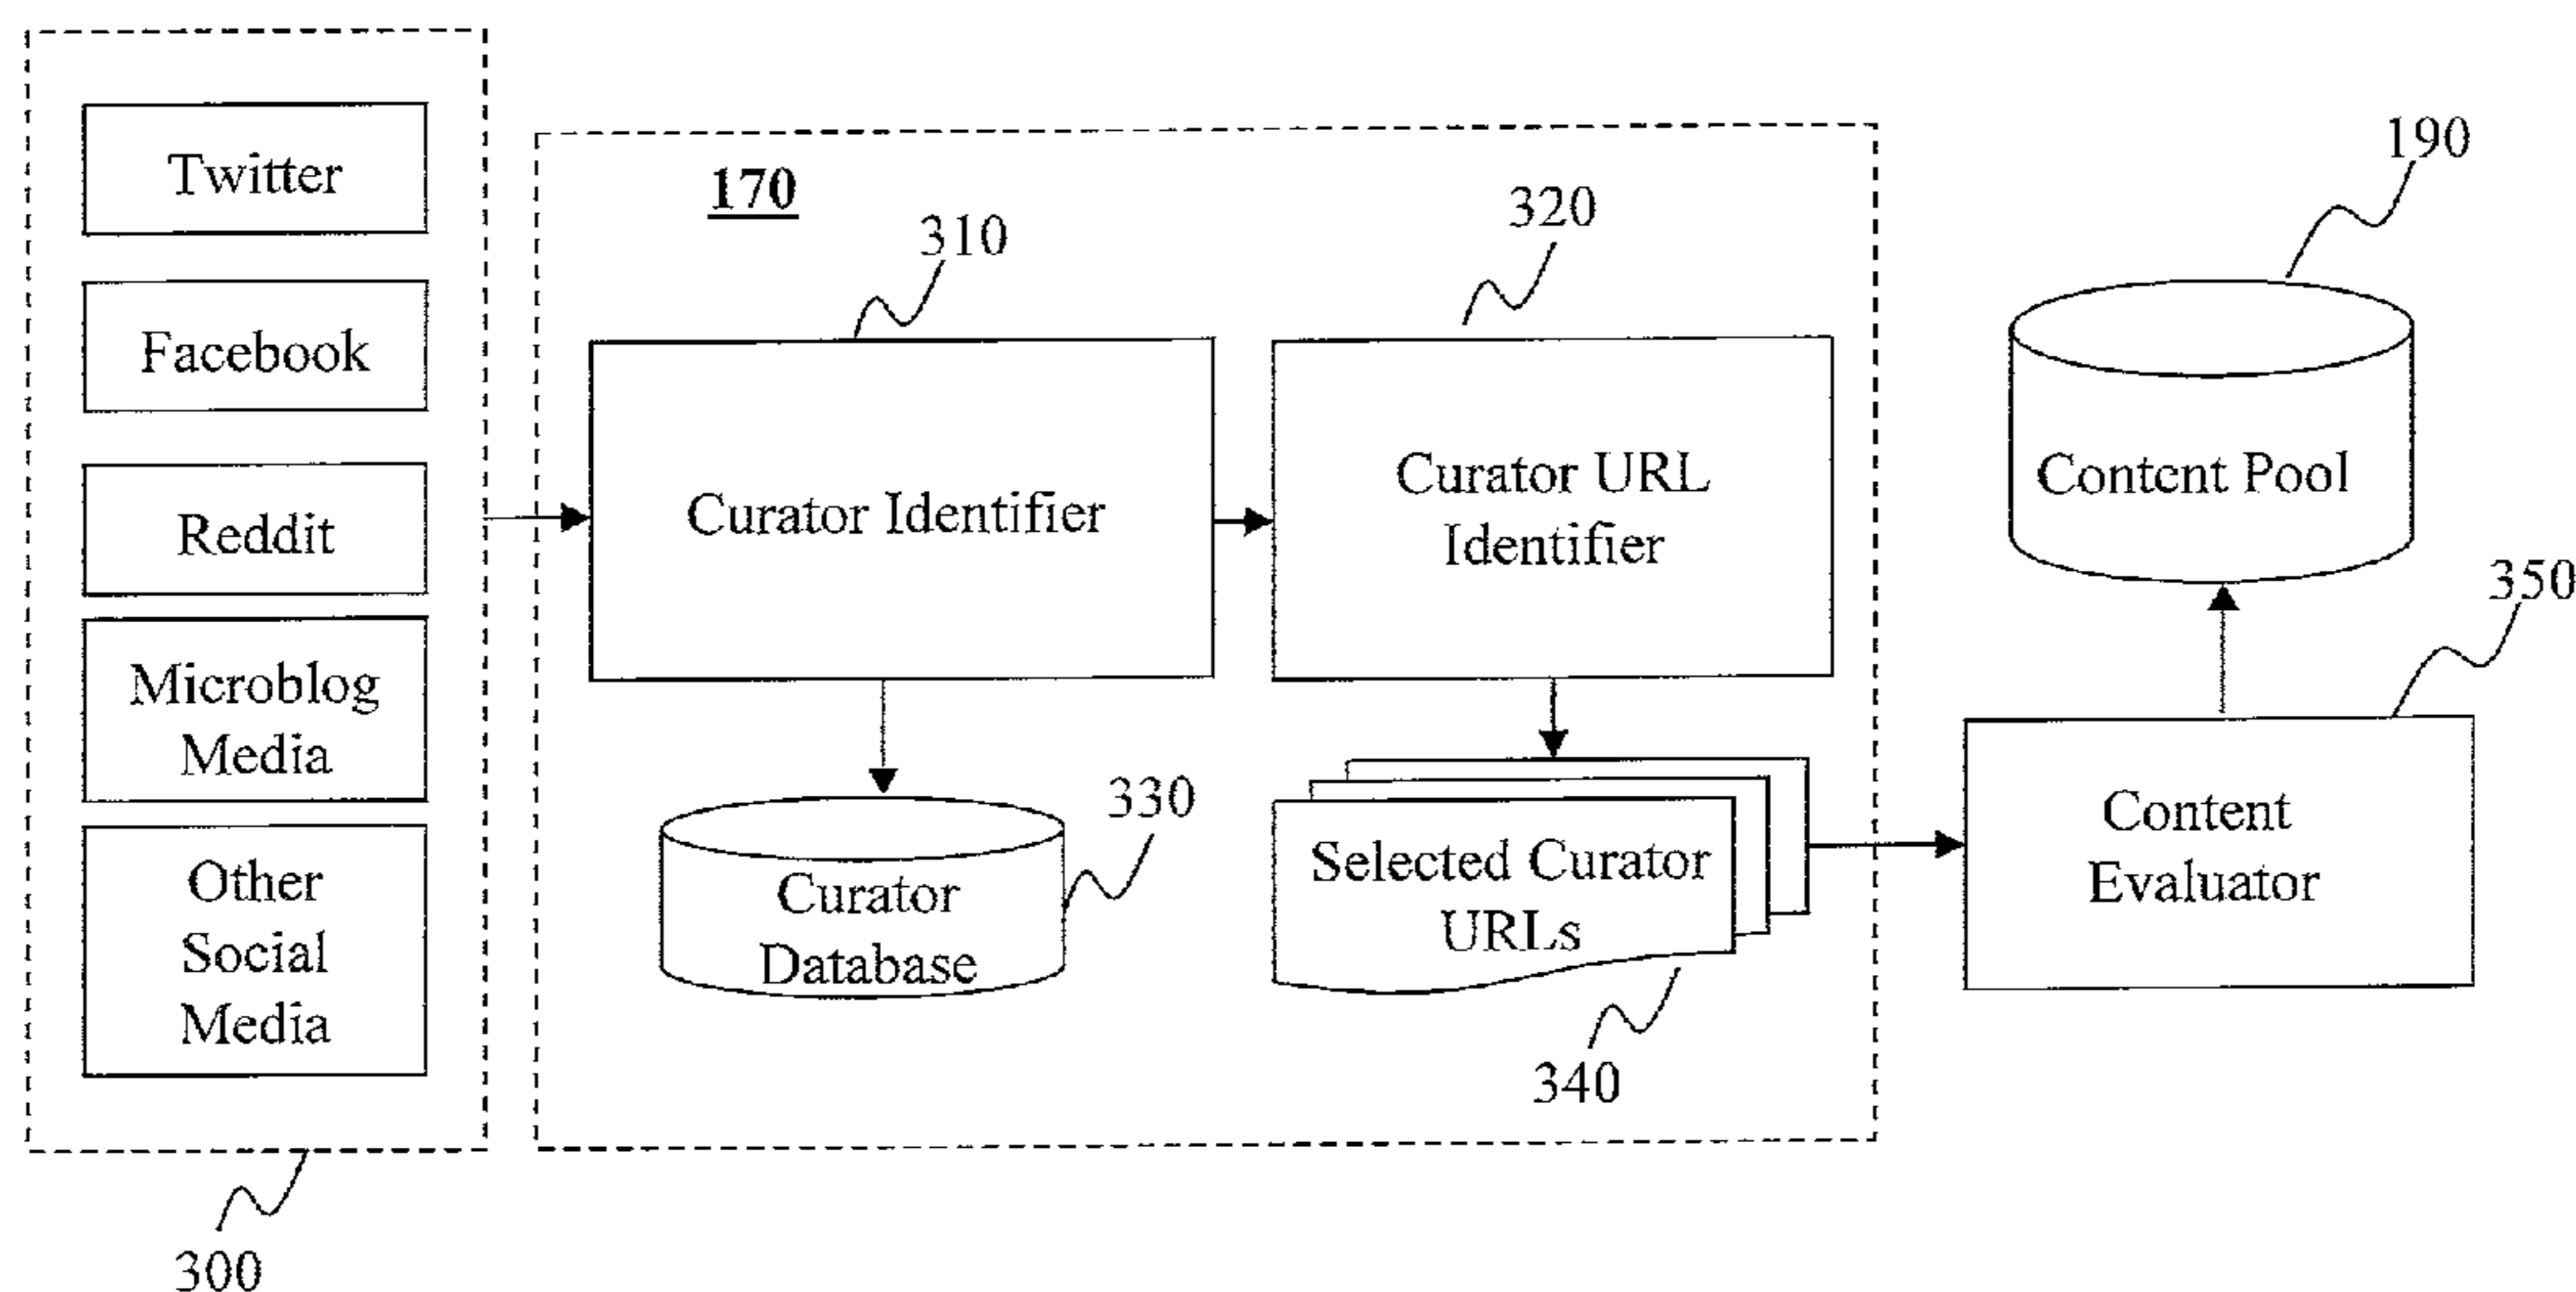 Twitter
Facebook
Reddit
Microblog
Media
Other
Social
Media
300
170
310
Curator Identifier
320
Curator URL
Identifier
330
Curator
Database
Selected Curator
URLs
340
190
Content Pool
350
Content
Evaluator